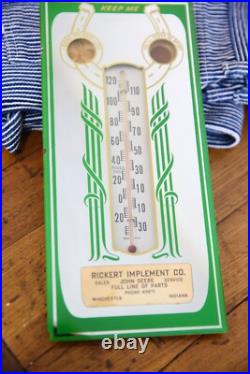 KEEP ME
120 110
100 90
80 70
60 50
40 30
20 10
0 10
20 30
RICKERT IMPLEMENT CO.
SALES JOHN DEERE SERVICE
FULL LINE OF PARTS
WINCHESTER INDIANA